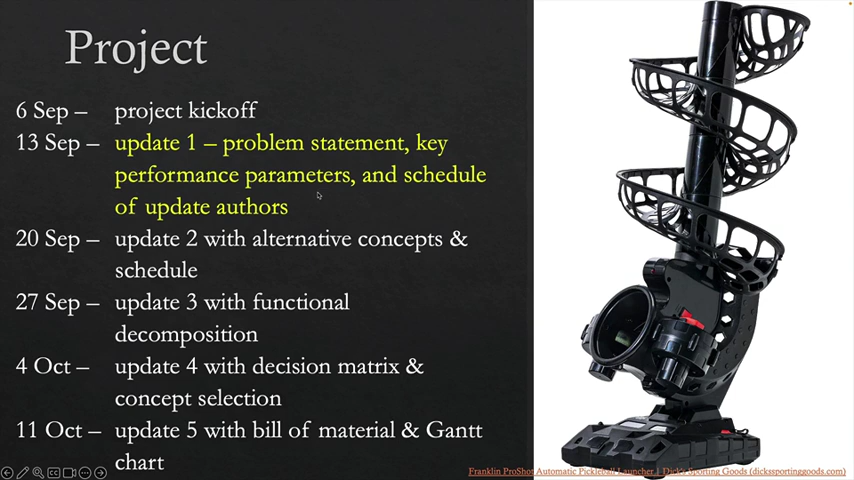 Project
6 Sep – project kickoff
13 Sep – update 1 – problem statement, key
performance parameters, and schedule
of update authors
20 Sep – update 2 with alternative concepts &
schedule
27 Sep – update 3 with functional
decomposition
4 Oct – update 4 with decision matrix &
concept selection
11 Oct – update 5 with bill of material & Gantt
chart
Franklin ProShot Automatic Pickleball Launcher | Dick's Sporting Goods (dickssportinggoods.com)